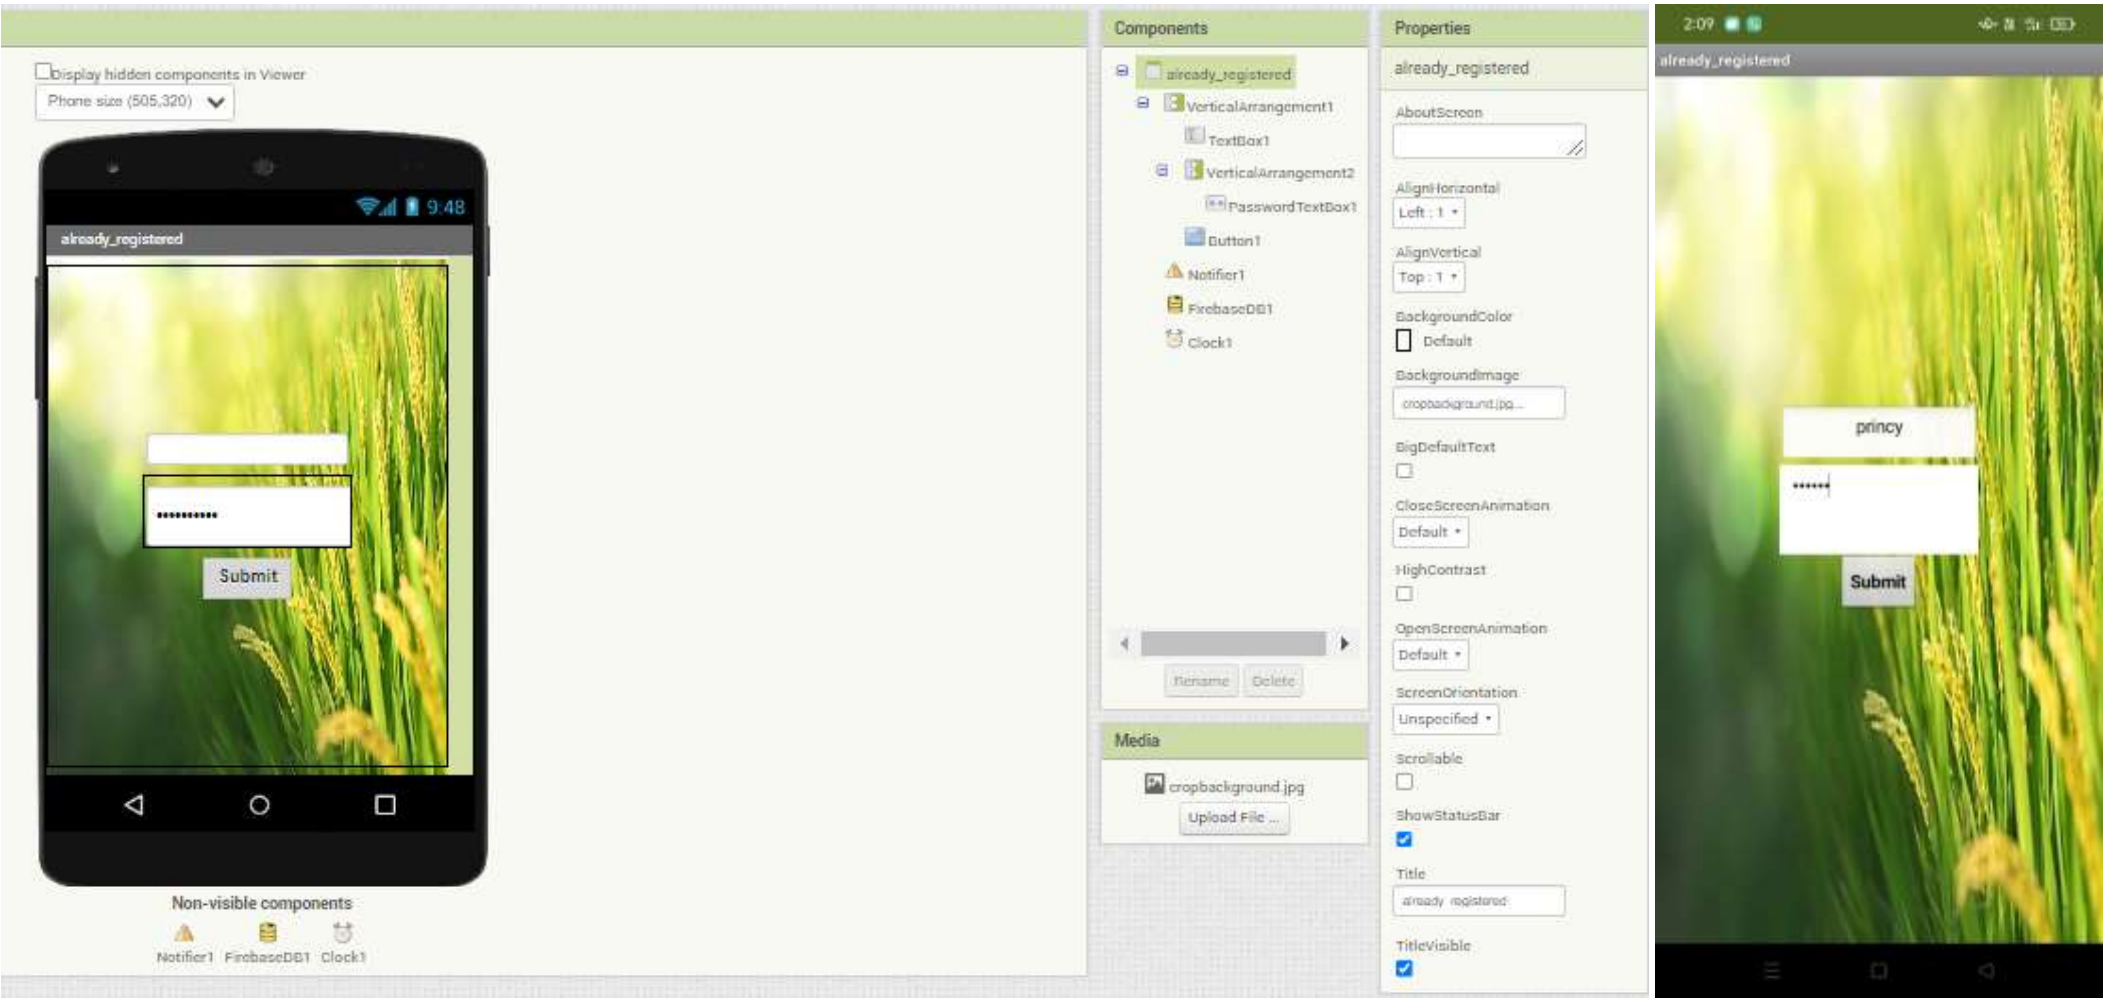 Display hidden components in Viewer
Phone size (505,320)
9:48
already_registered
Submit
Non-visible components
Notifier1 FirebaseDB1 Clock1
Components
already_registered
VerticalArrangement1
TextBox1
VerticalArrangement2
PasswordTextBox1
Button1
Notifier1
FirebaseDB1
Clock1
Rename Delete
Media
cropbackground.jpg
Upload File ...
Properties
already_registered
AboutScreen
AlignHorizontal
Left : 1
AlignVertical
Top : 1
BackgroundColor
Default
BackgroundImage
cropbackground.jpg...
BigDefaultText
CloseScreenAnimation
Default
HighContrast
OpenScreenAnimation
Default
ScreenOrientation
Unspecified
Scrollable
ShowStatusBar
Title
already_registered
TitleVisible
2:09
already_registered
princy
Submit